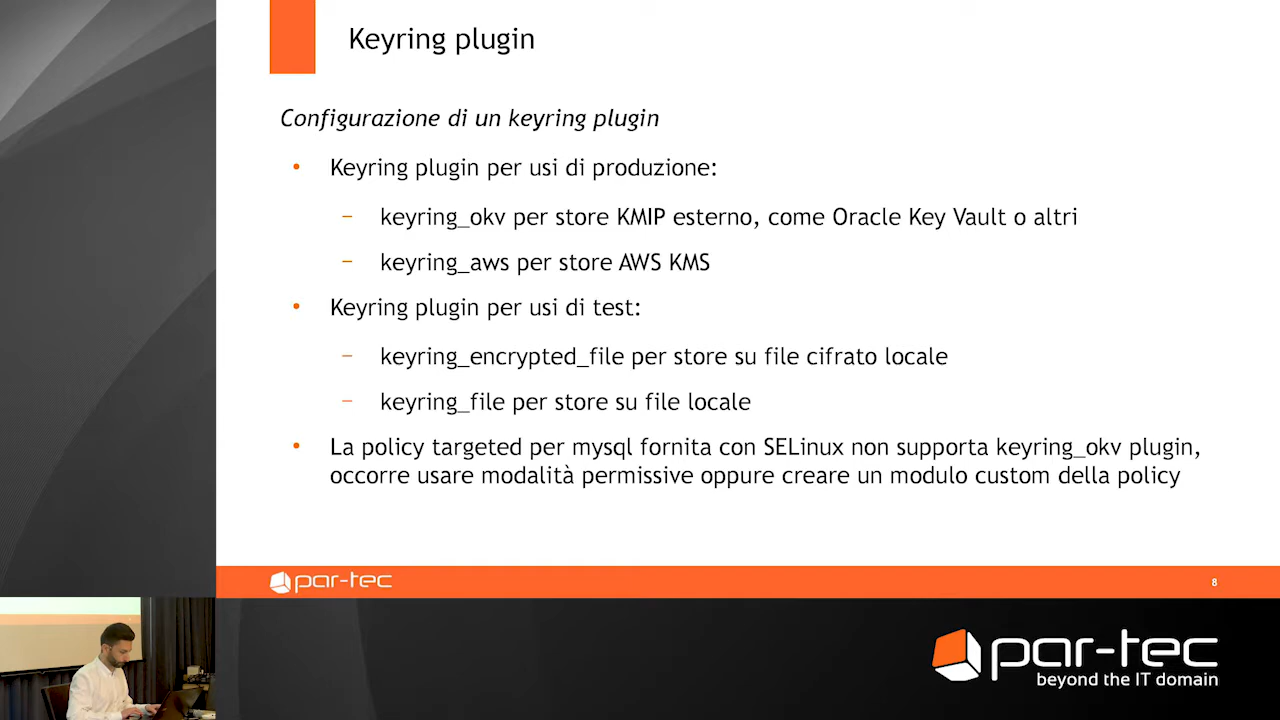 Keyring plugin
Configurazione di un keyring plugin
• Keyring plugin per usi di produzione:
– keyring_okv per store KMIP esterno, come Oracle Key Vault o altri
– keyring_aws per store AWS KMS
• Keyring plugin per usi di test:
– keyring_encrypted_file per store su file cifrato locale
– keyring_file per store su file locale
• La policy targeted per mysql fornita con SELinux non supporta keyring_okv plugin,
occorre usare modalità permissive oppure creare un modulo custom della policy
par-tec
8
par-tec
beyond the IT domain